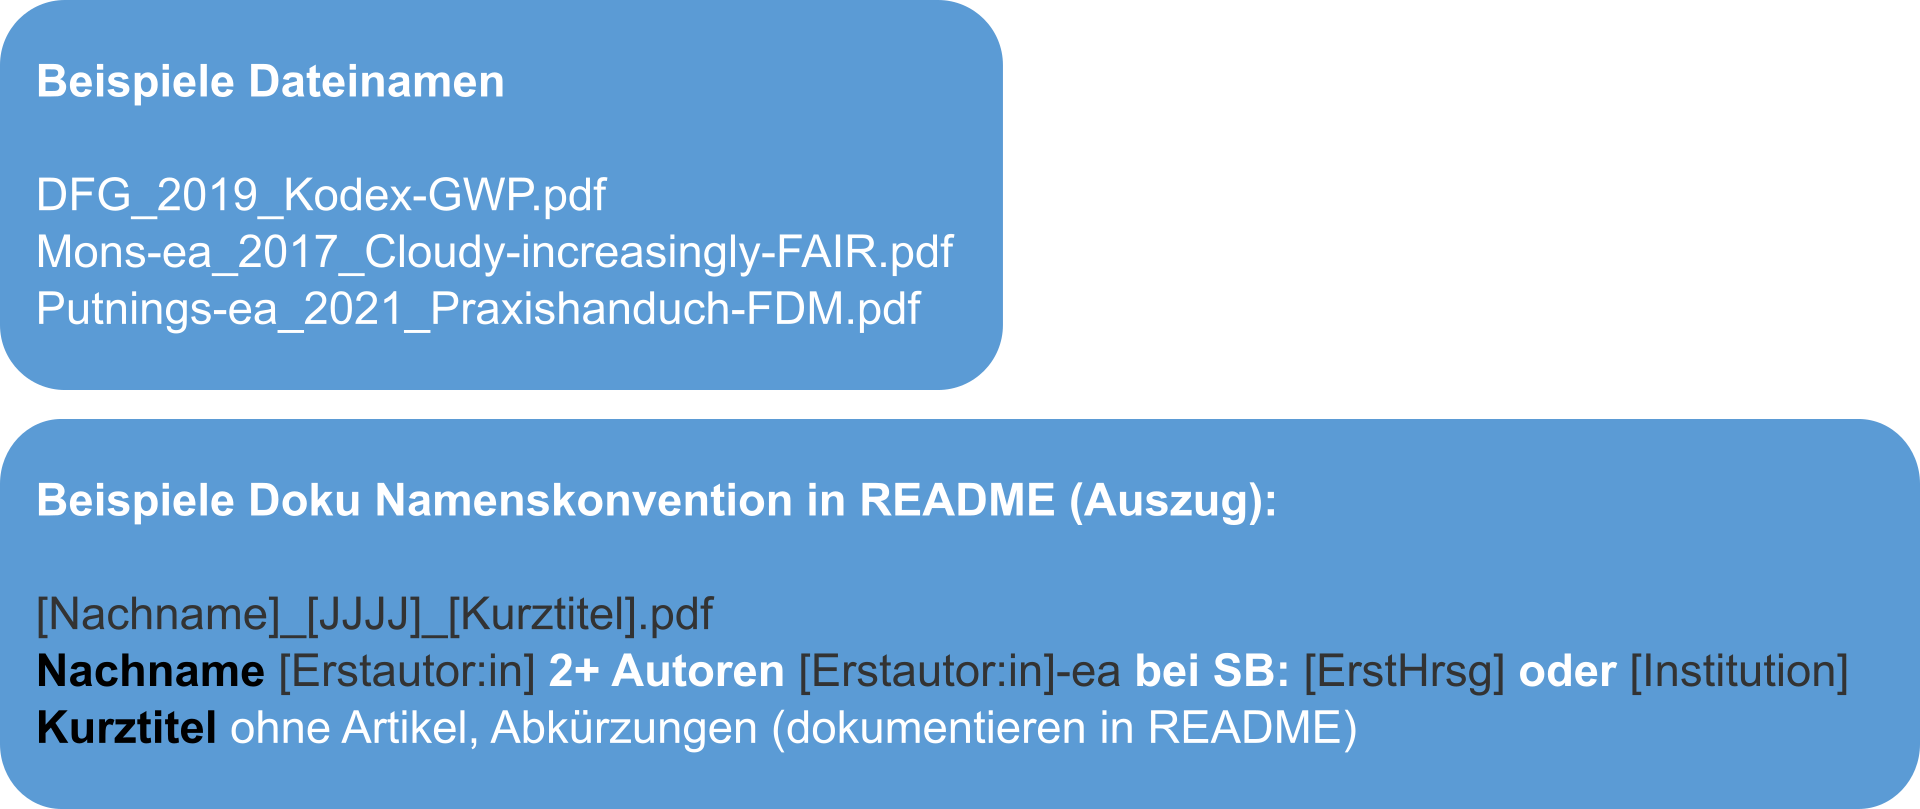 Beispiele Dateinamen
DFG_2019_Kodex-GWP.pdf
Mons-ea_2017_Cloudy-increasingly-FAIR.pdf
Putnings-ea_2021_Praxishanduch-FDM.pdf
Beispiele Doku Namenskonvention in README (Auszug):
[Nachname]_[JJJJ]_[Kurztitel].pdf
Nachname [Erstautor:in] 2+ Autoren [Erstautor:in]-ea bei SB: [ErstHrsg] oder [Institution]
Kurztitel ohne Artikel, Abkürzungen (dokumentieren in README)